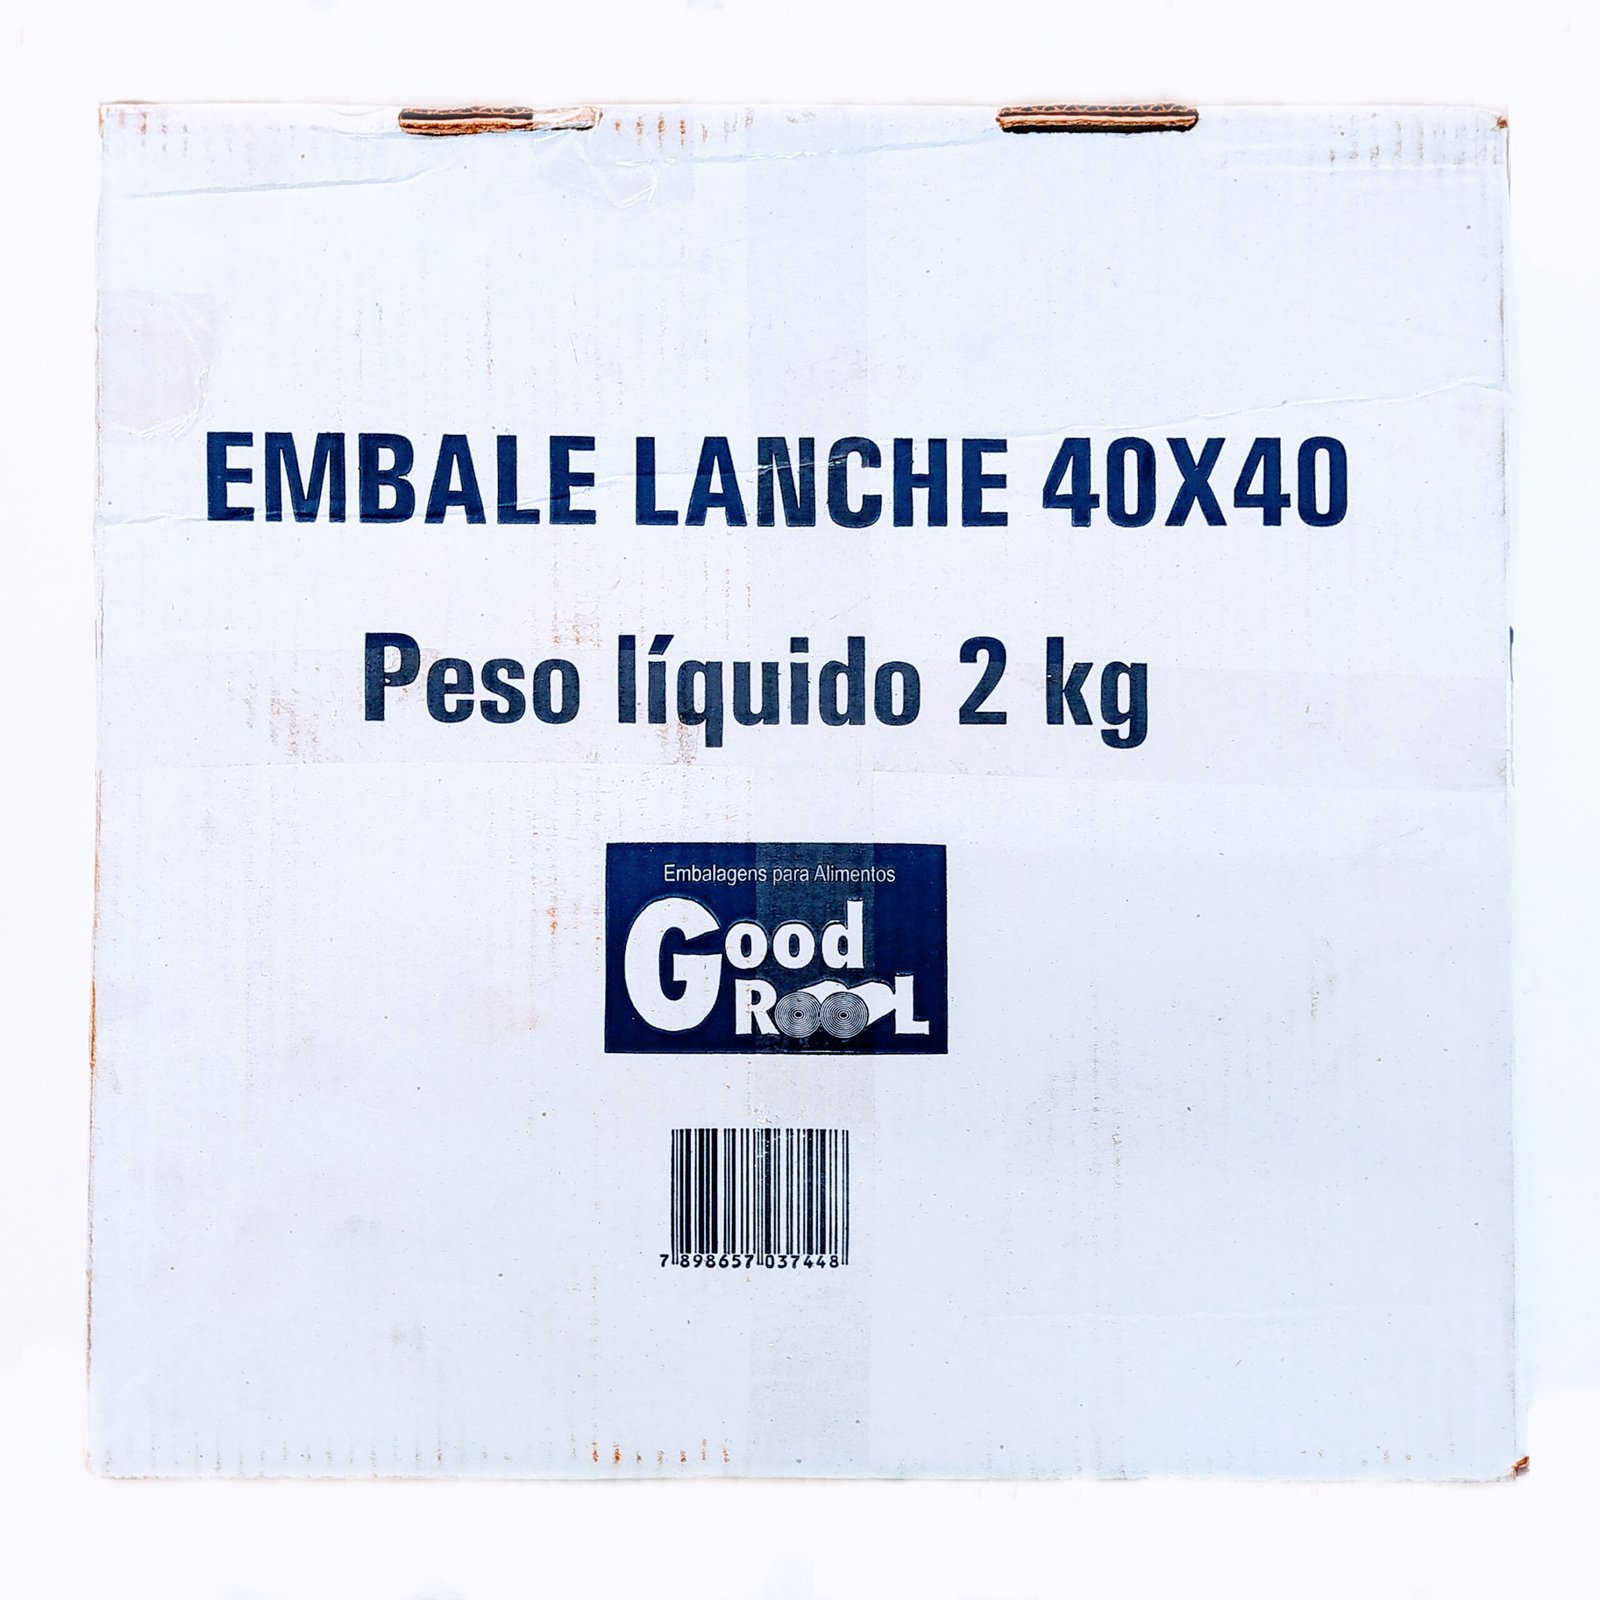 EMBALE LANCHE 40X40
Peso líquido 2 kg
Embalagens para Alimentos
Good
ROOL
7 898657 037448